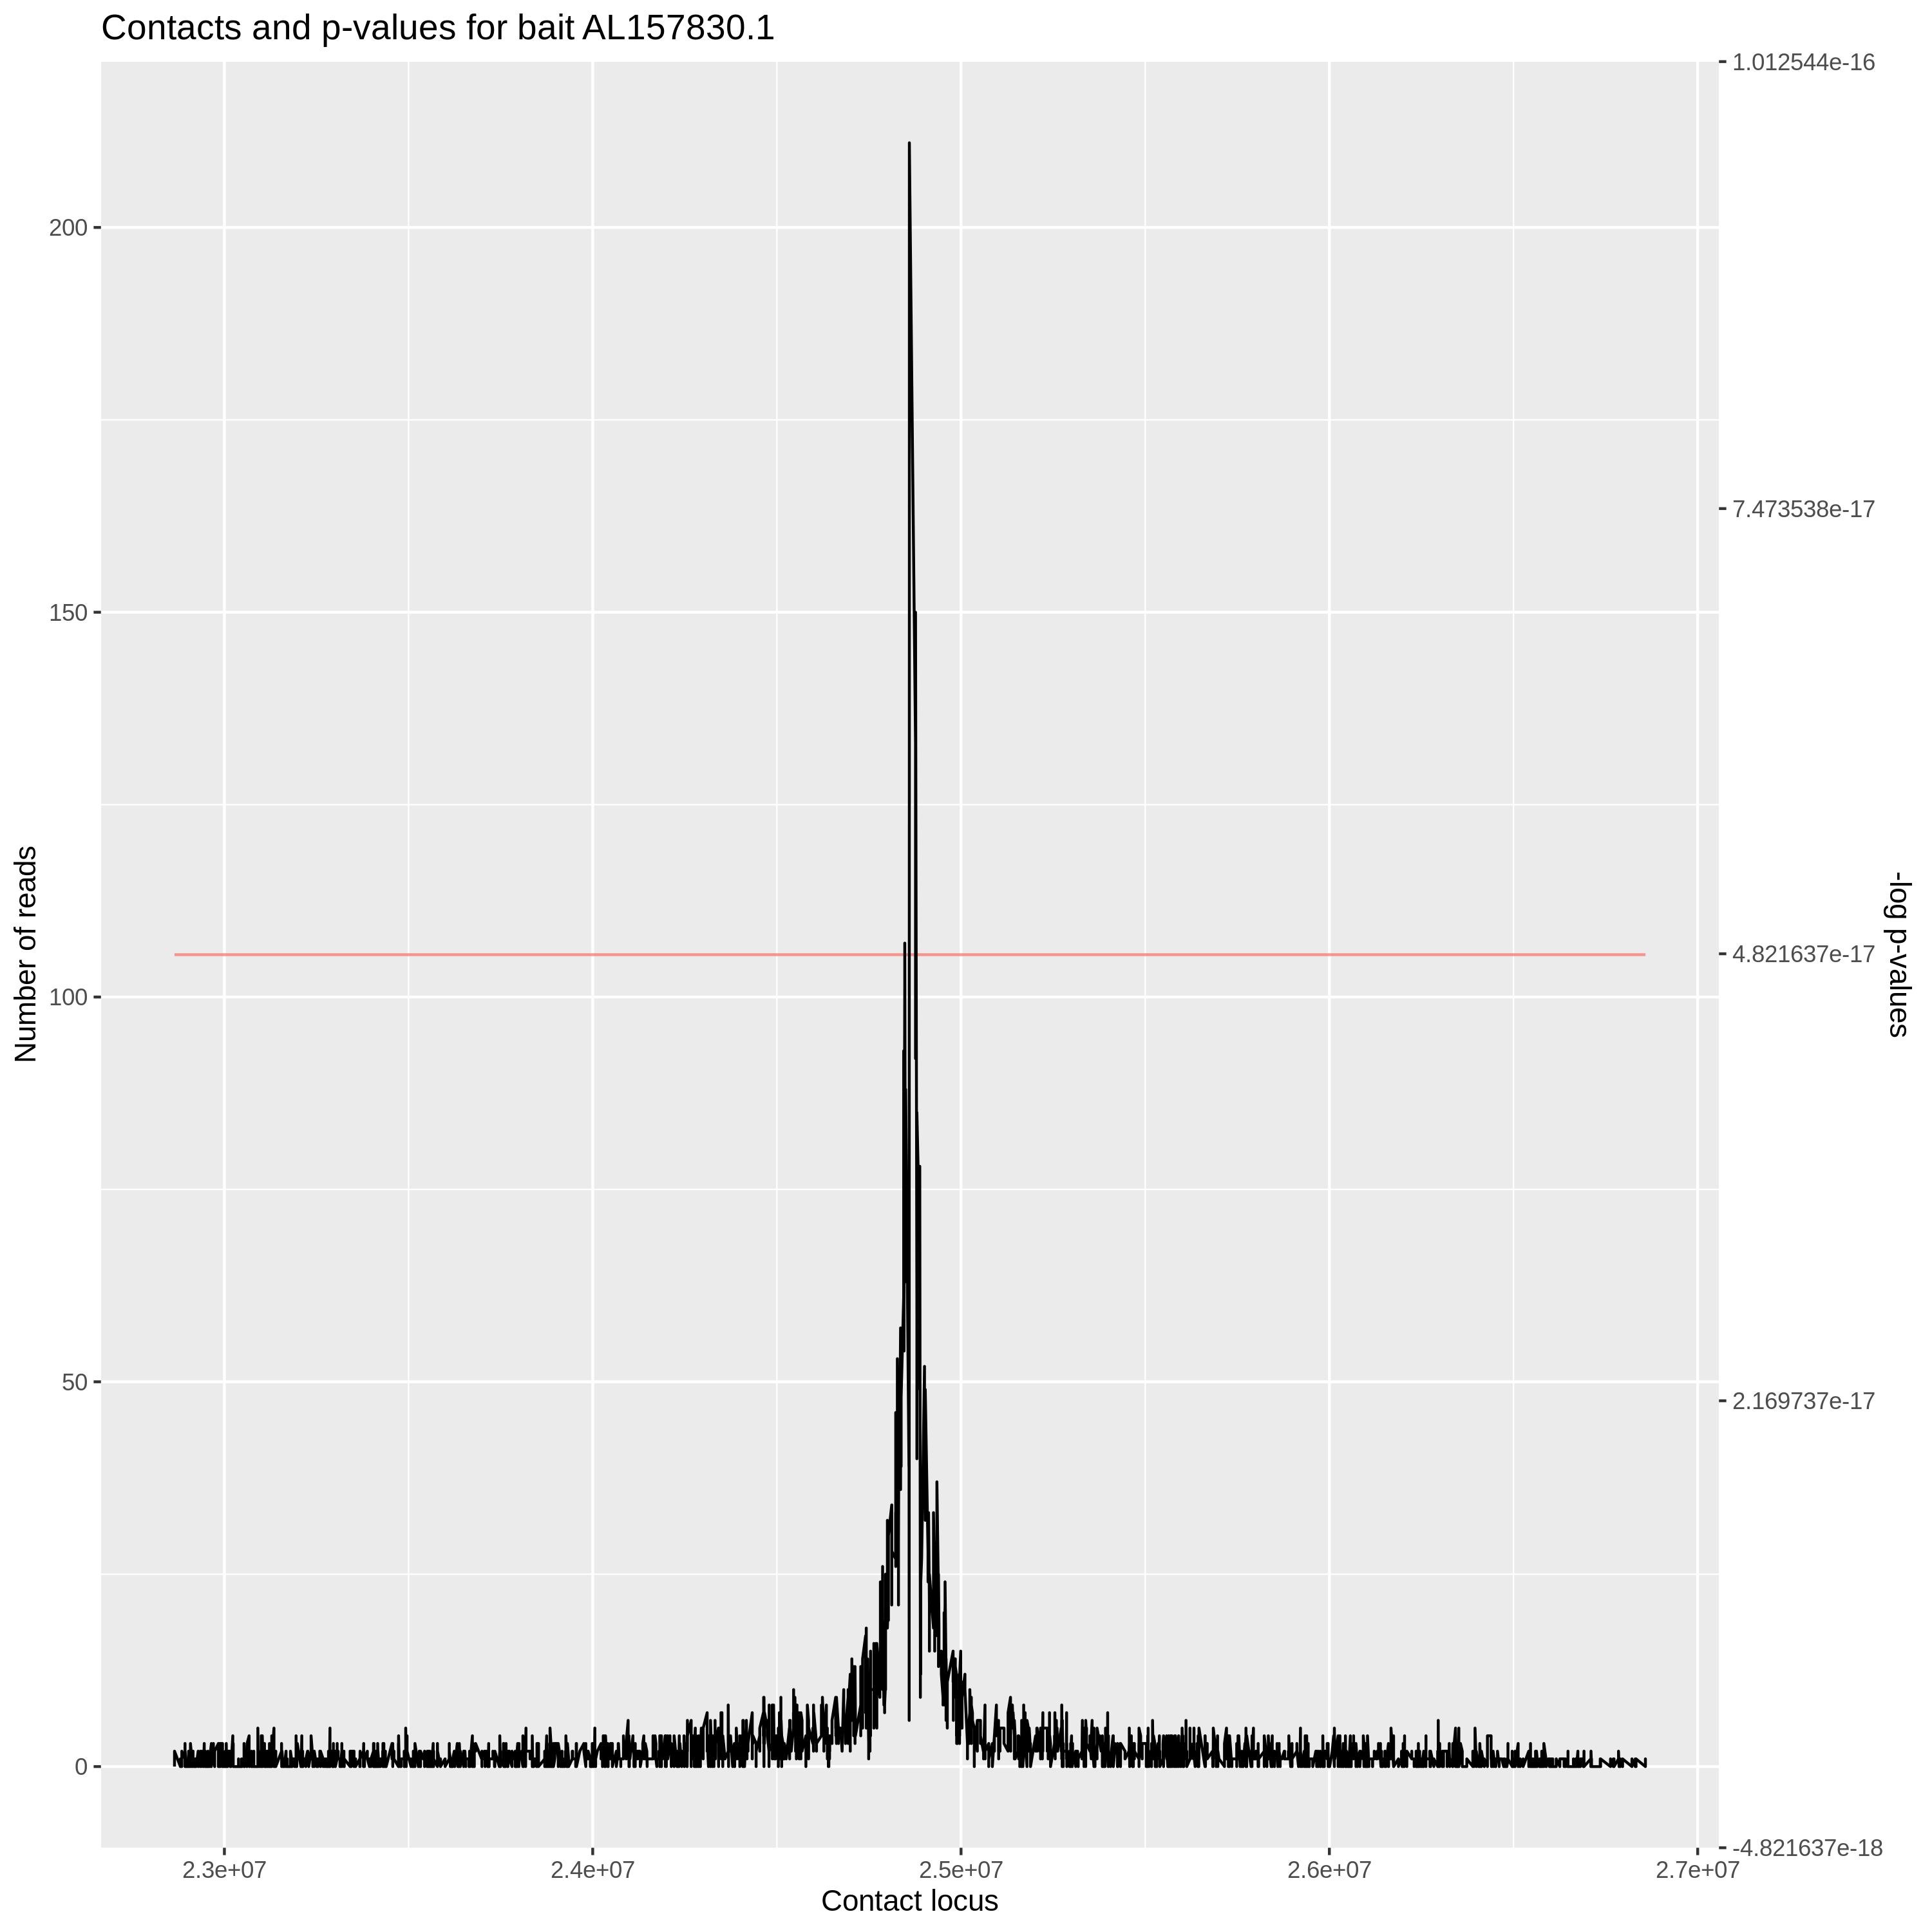 Contacts and p-values for bait AL157830.1
1.012544e-16
200
7.473538e-17
150
Number of reads
-log p-values
4.821637e-17
100
50
2.169737e-17
0
-4.821637e-18
2.3e+07
2.4e+07
2.5e+07
2.6e+07
2.7e+07
Contact locus